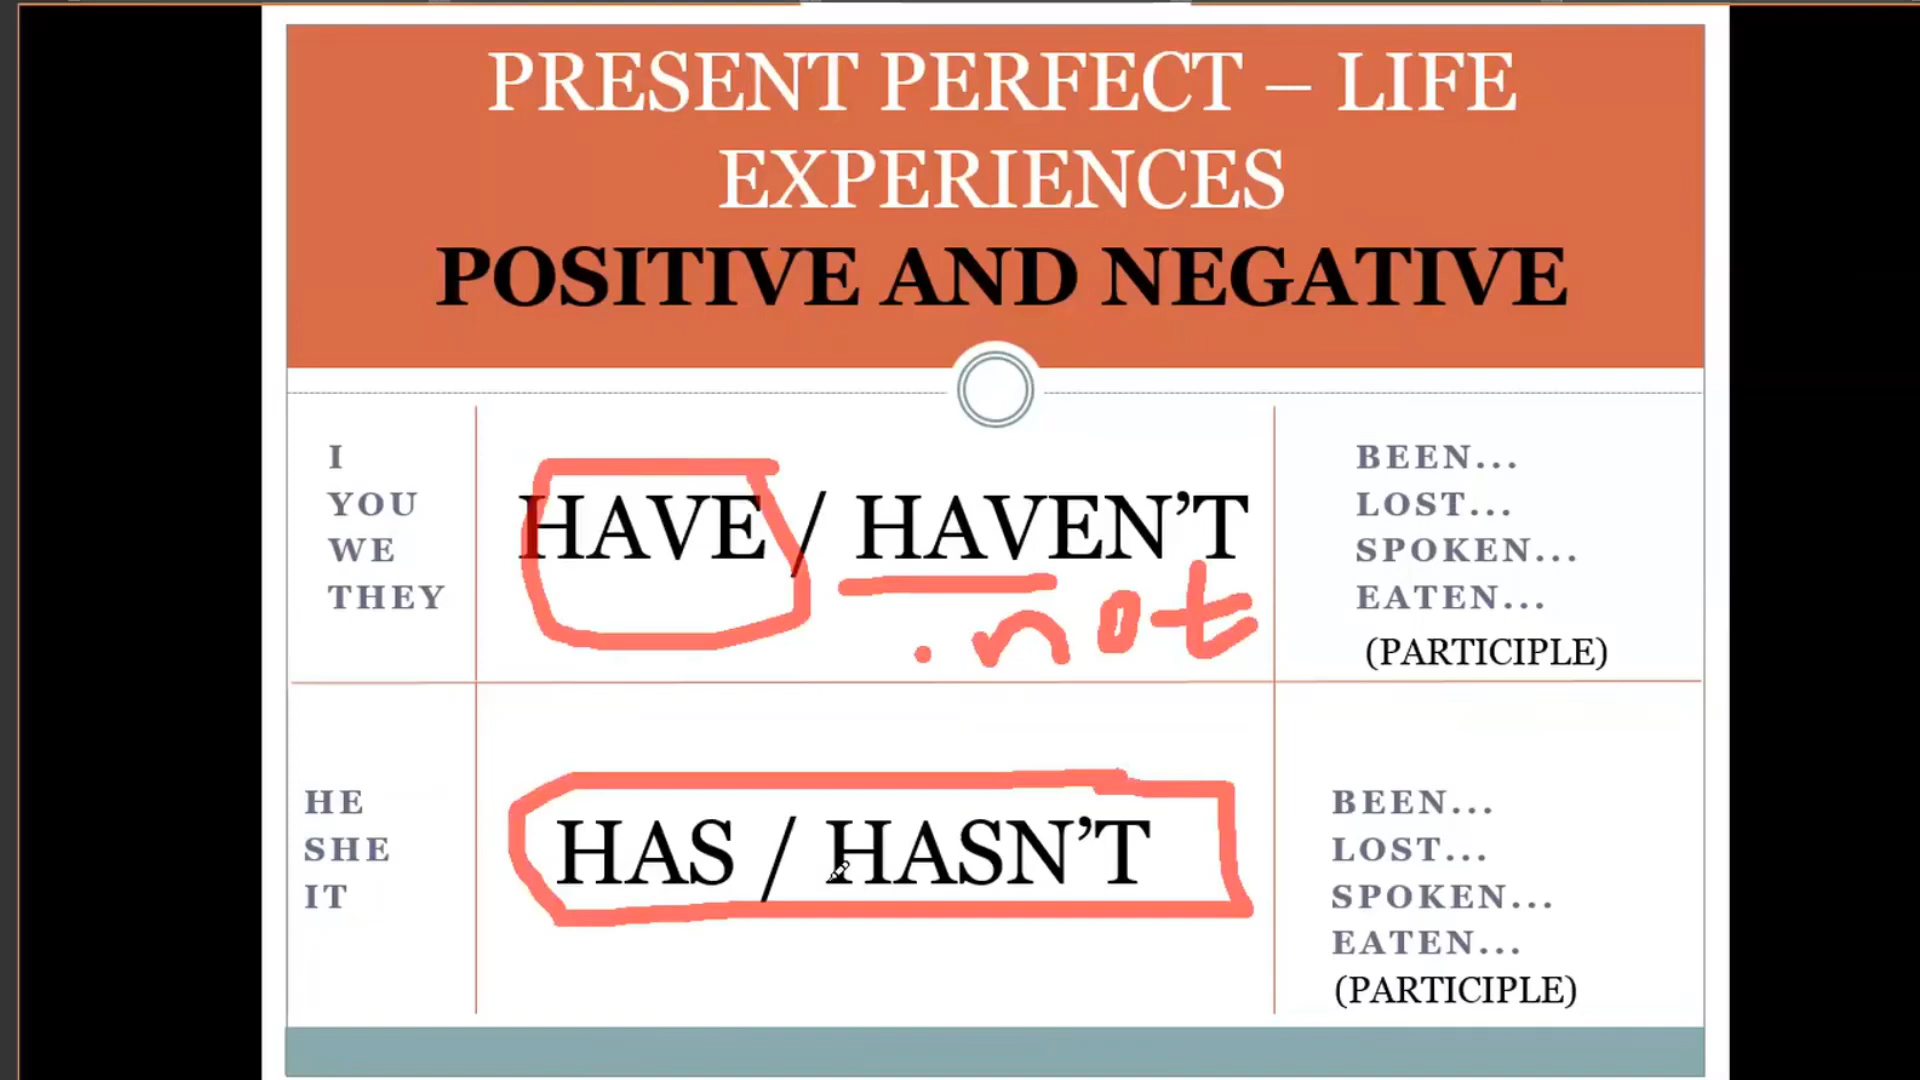 PRESENT PERFECT – LIFE
EXPERIENCES
POSITIVE AND NEGATIVE
I
YOU
WE
THEY
HAVE / HAVEN'T
.not
BEEN...
LOST...
SPOKEN...
EATEN...
(PARTICIPLE)
HE
SHE
IT
HAS / HASN'T
BEEN...
LOST...
SPOKEN...
EATEN...
(PARTICIPLE)